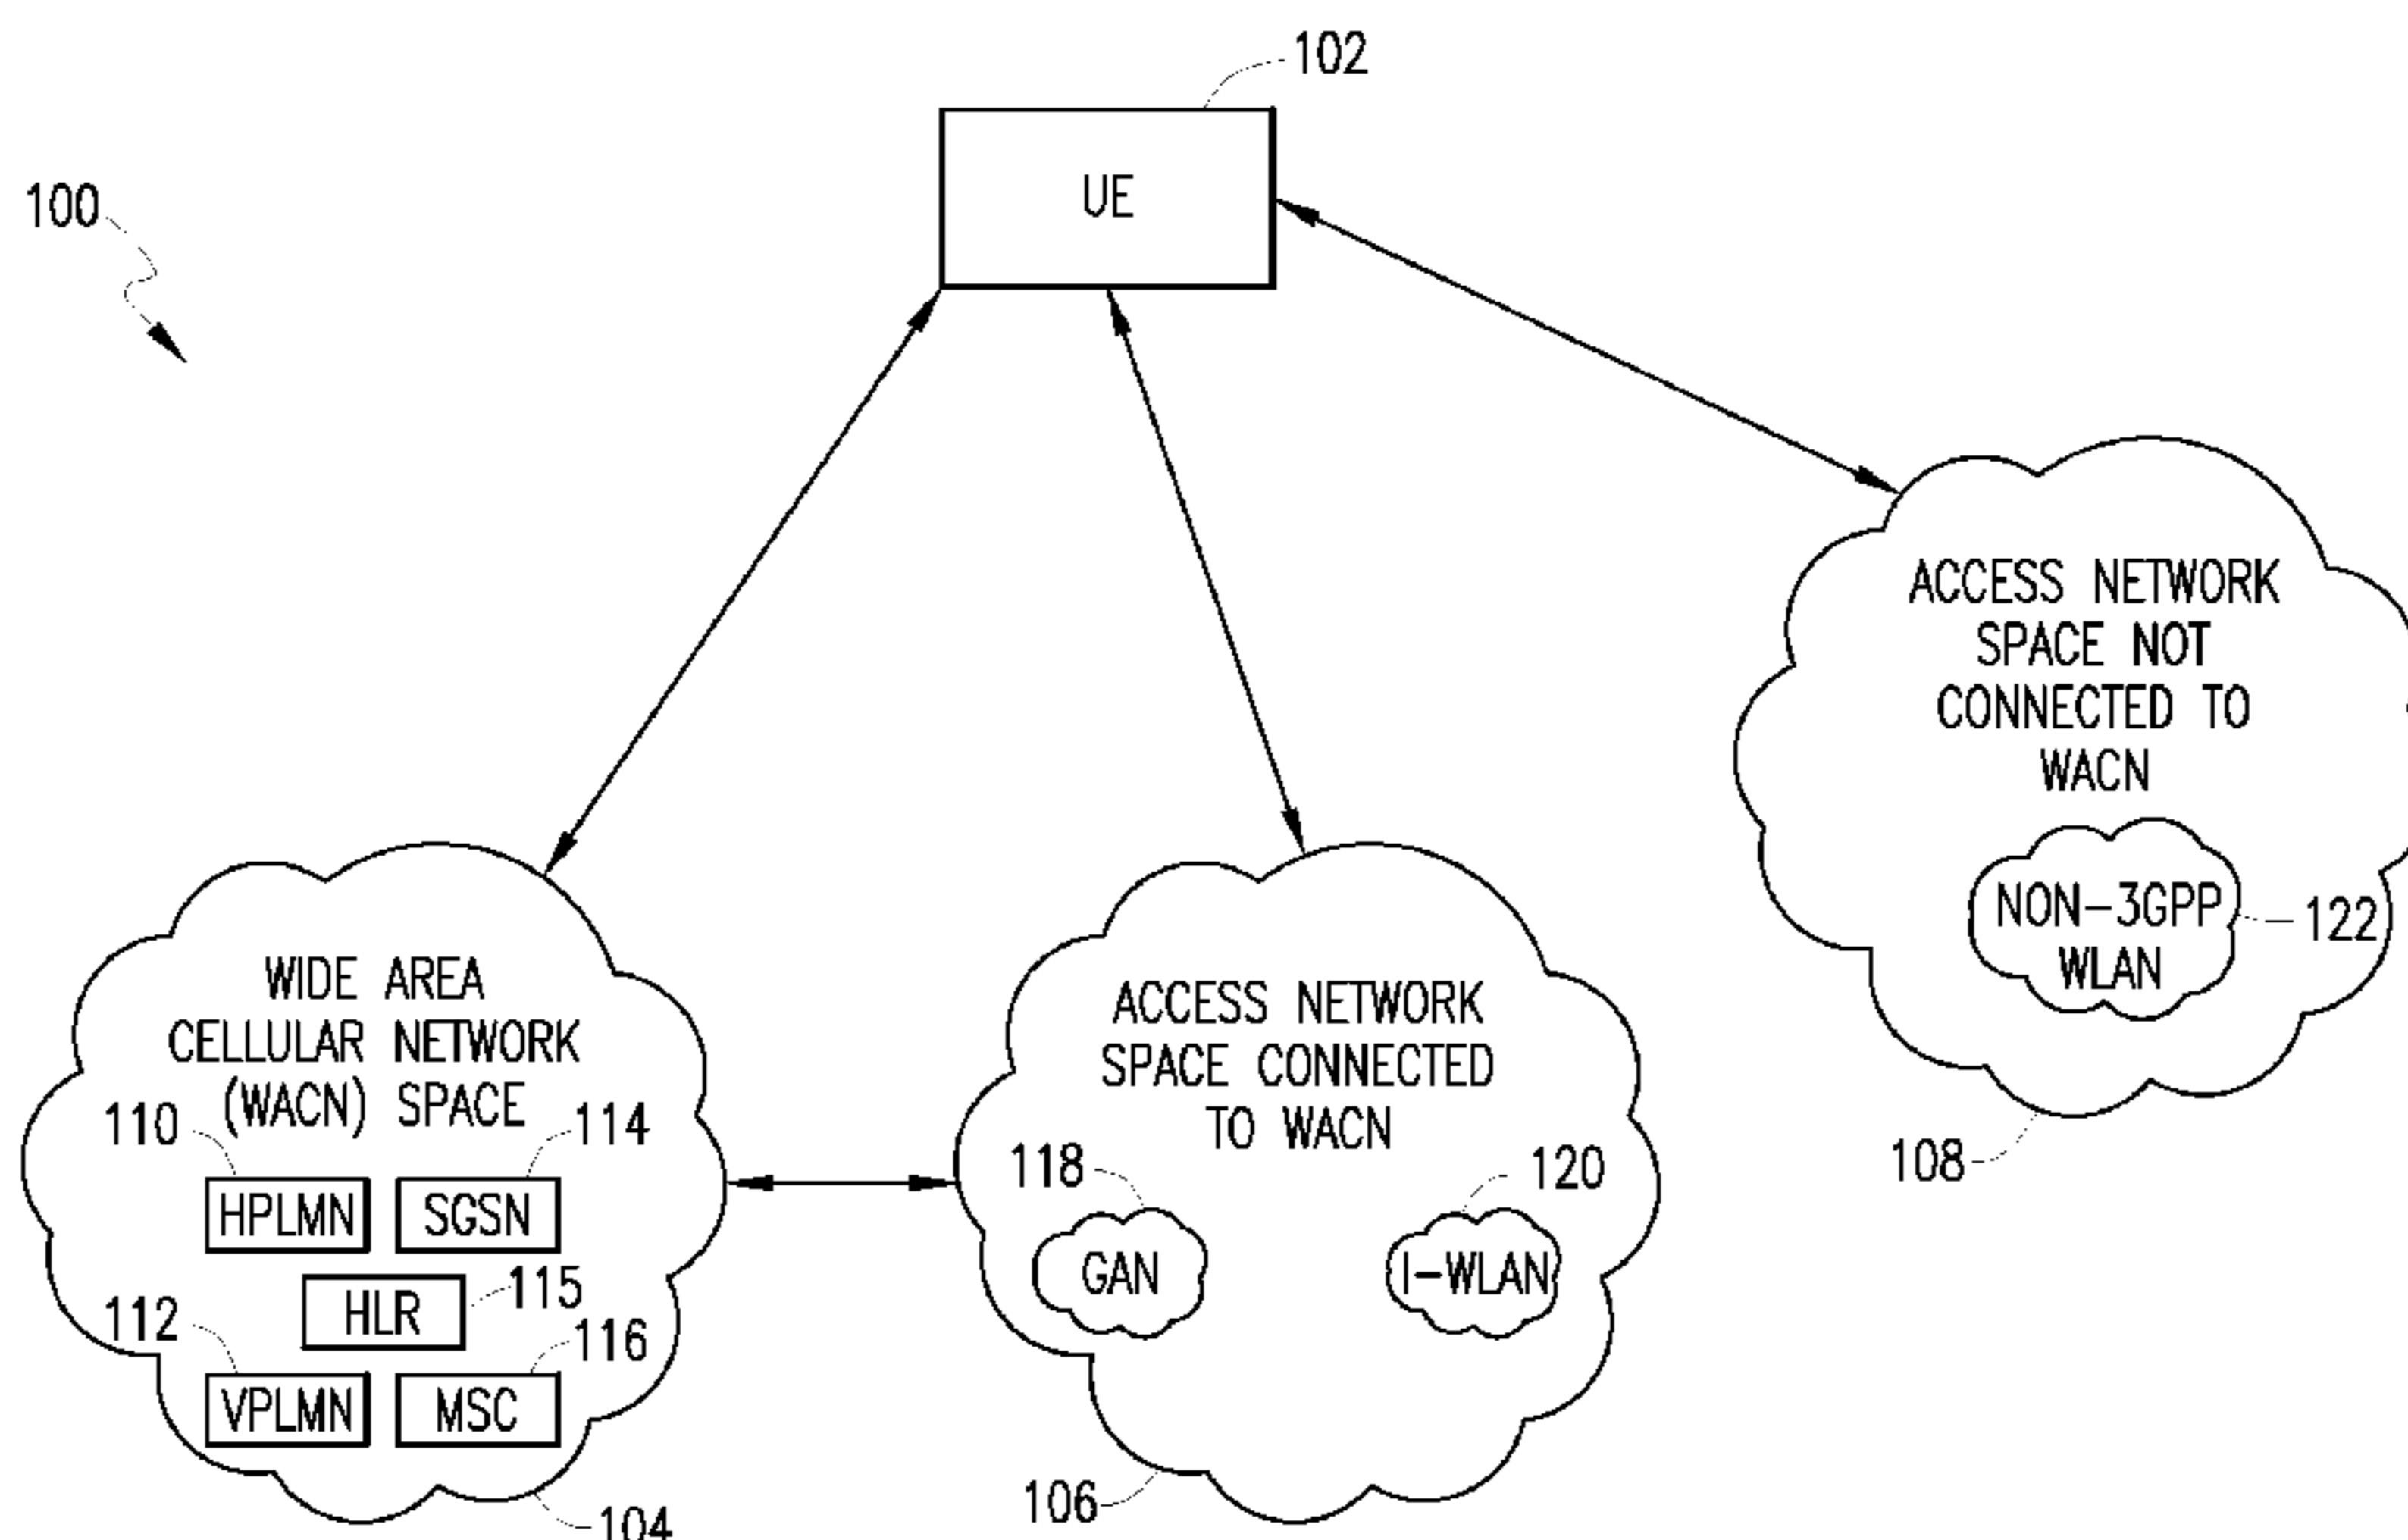 102
100
UE
ACCESS NETWORK
SPACE NOT
CONNECTED TO
WACN
NON-3GPP
WLAN
122
108
WIDE AREA
CELLULAR NETWORK
(WACN) SPACE
110
114
HPLMN
SGSN
HLR
115
112
116
VPLMN
MSC
104
ACCESS NETWORK
SPACE CONNECTED
TO WACN
118
120
GAN
I-WLAN
106